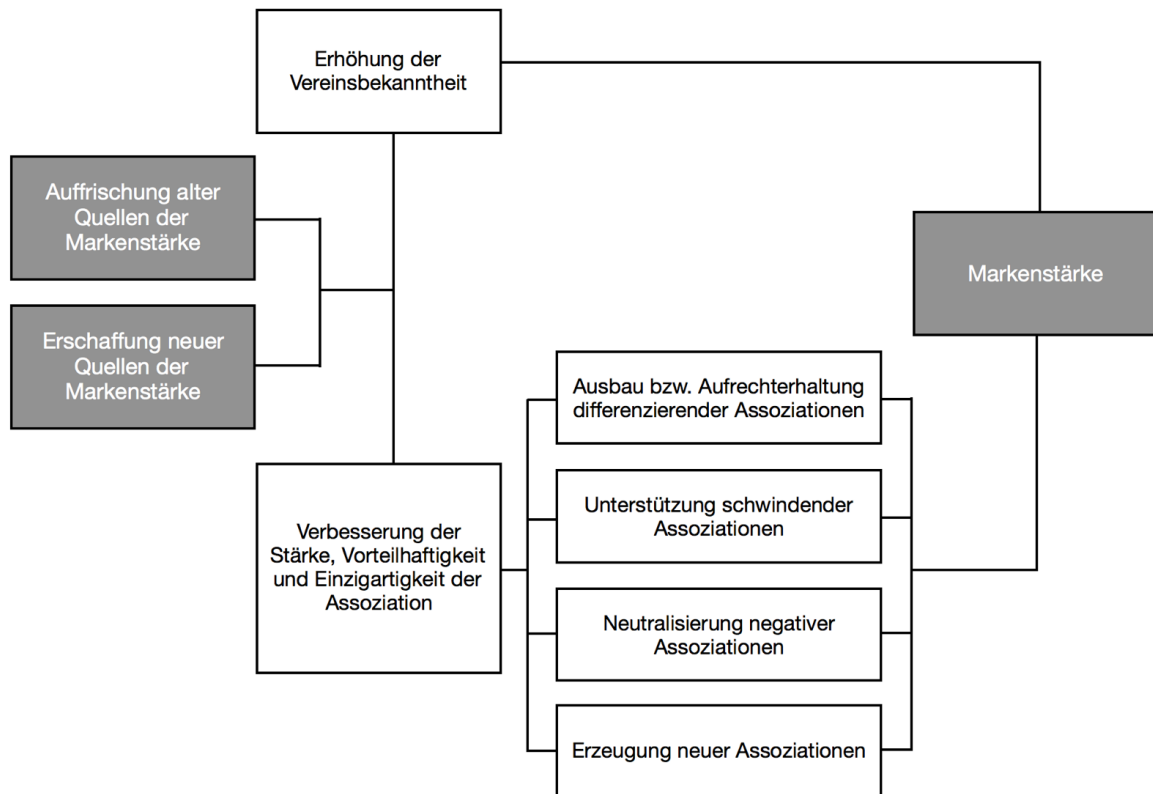 Erhöhung der
Vereinsbekanntheit
Auffrischung alter
Quellen der
Markenstärke
Markenstärke
Erschaffung neuer
Quellen der
Markenstärke
Ausbau bzw. Aufrechterhaltung
differenzierender Assoziationen
Verbesserung der
Stärke, Vorteilhaftigkeit
und Einzigartigkeit der
Assoziation
Unterstützung schwindender
Assoziationen
Neutralisierung negativer
Assoziationen
Erzeugung neuer Assoziationen